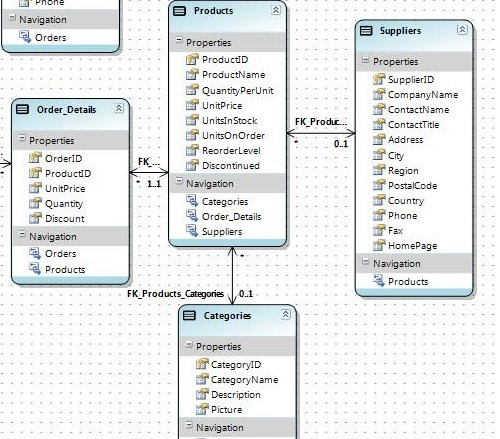 Phone
Navigation
Orders
Order_Details
Properties
OrderID
ProductID
UnitPrice
Quantity
Discount
Navigation
Orders
Products
FK_...
* 1..1
Products
Properties
ProductID
ProductName
QuantityPerUnit
UnitPrice
UnitsInStock
UnitsOnOrder
ReorderLevel
Discontinued
Navigation
Categories
Order_Details
Suppliers
FK_Produc...
* 0..1
Suppliers
Properties
SupplierID
CompanyName
ContactName
ContactTitle
Address
City
Region
PostalCode
Country
Phone
Fax
HomePage
Navigation
Products
*
FK_Products_Categories 0..1
Categories
Properties
CategoryID
CategoryName
Description
Picture
Navigation